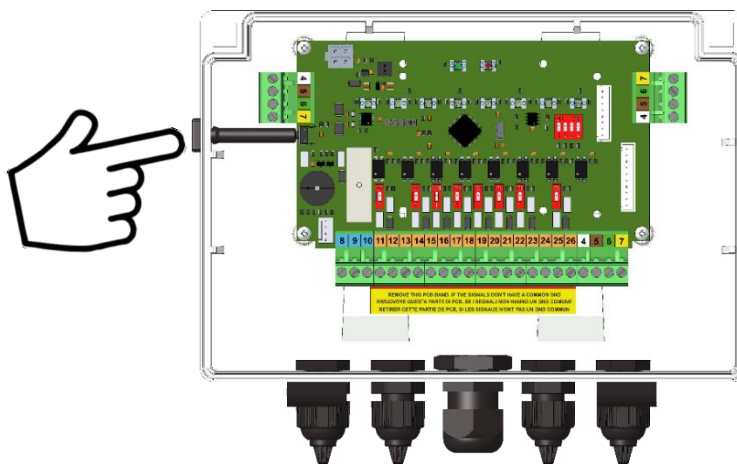 4
5
6
7
7
6
5
4
8 9 10 11 12 13 14 15 16 17 18 19 20 21 22 23 24 25 26 4 5 6 7
REMOVE THIS PCB BAND, IF THE SIGNALS DON'T HAVE A COMMON GND
RIMUOVERE QUESTA PARTE DI PCB, SE I SEGNALI NON HANNO UN GND COMUNE
RETIRER CETTE PARTIE DE PCB, SI LES SIGNAUX N'ONT PAS UN GND COMMUN